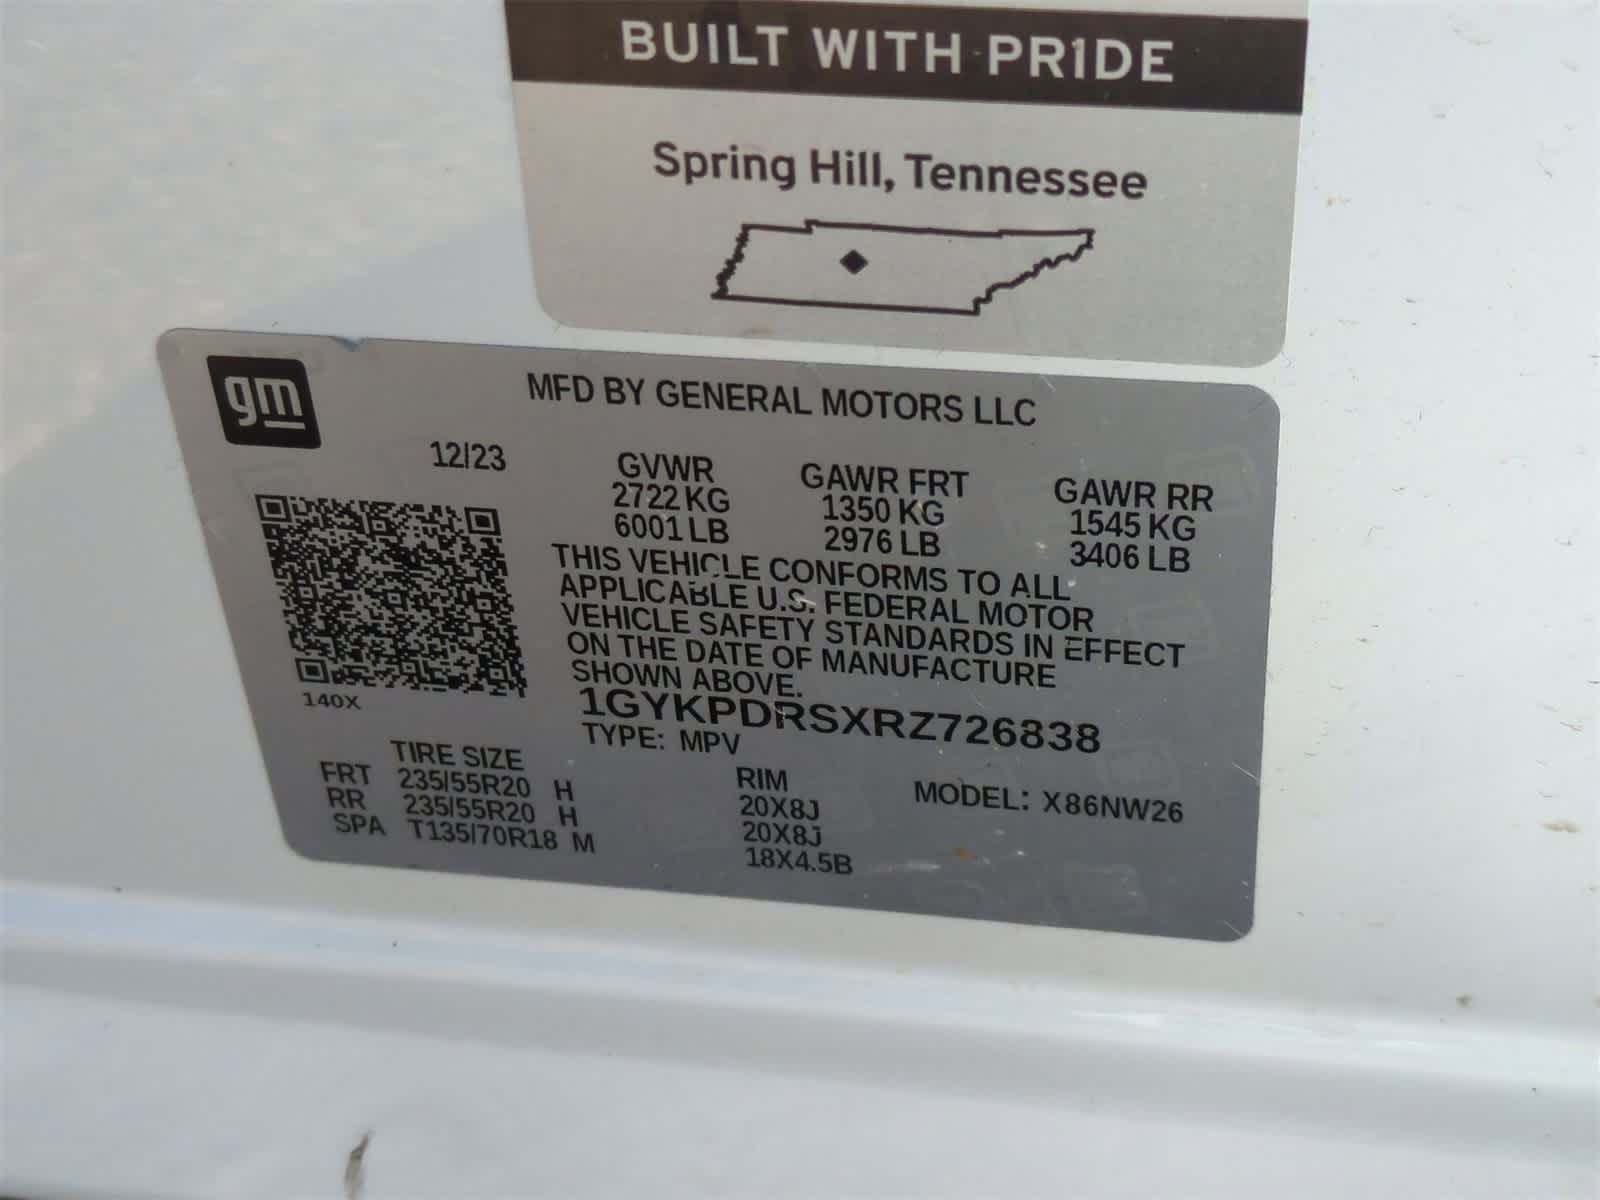 BUILT WITH PRIDE
Spring Hill, Tennessee
gm
MFD BY GENERAL MOTORS LLC
12/23
GVWR GAWR FRT GAWR RR
2722 KG 1350 KG 1545 KG
6001 LB 2976 LB 3406 LB
THIS VEHICLE CONFORMS TO ALL
APPLICABLE U.S. FEDERAL MOTOR
VEHICLE SAFETY STANDARDS IN EFFECT
ON THE DATE OF MANUFACTURE
SHOWN ABOVE.
140X
1GYKPDRSXRZ726838
TYPE: MPV
TIRE SIZE RIM MODEL: X86NW26
FRT 235/55R20 H 20X8J
RR 235/55R20 H 20X8J
SPA T135/70R18 M 18X4.5B